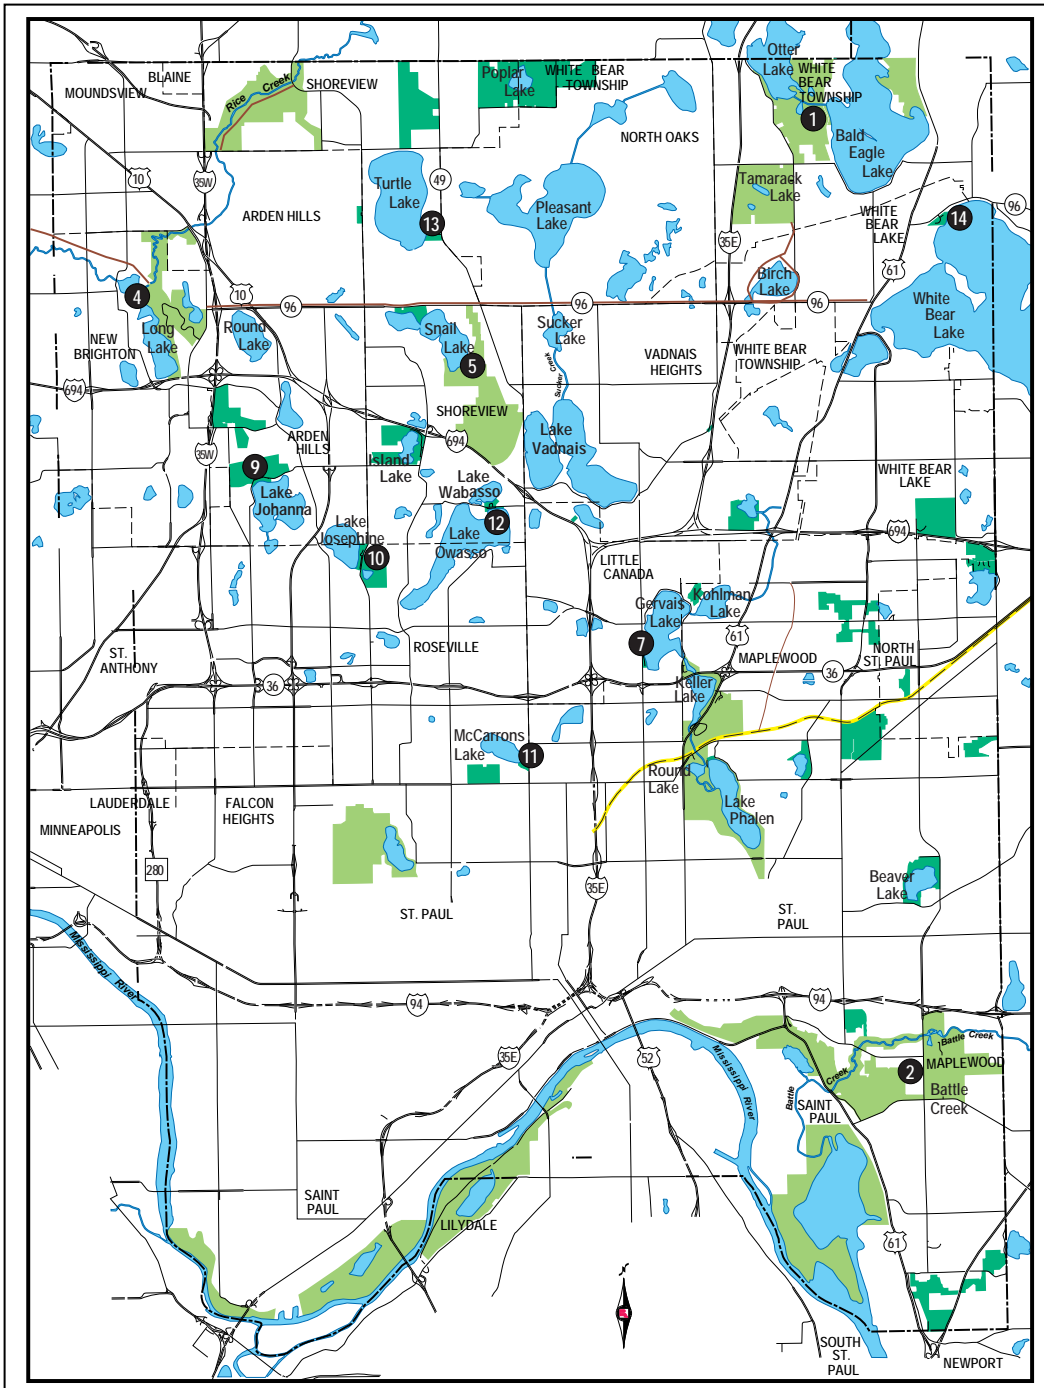 Otter
Lake
BLAINE
MOUNDSVIEW
Rice Creek
SHOREVIEW
Poplar
Lake
WHITE BEAR
TOWNSHIP
WHITE
BEAR
TOWNSHIP
1
NORTH OAKS
Bald
Eagle
Lake
10
35W
Turtle
Lake
49
Tamarack
Lake
ARDEN HILLS
13
Pleasant
Lake
WHITE
BEAR
LAKE
14
96
35E
61
4
10
96
96
Birch
Lake
96
White
Bear
Lake
Long
Lake
Round
Lake
Snail
Lake
Sucker
Lake
NEW
BRIGHTON
5
Sucker Creek
VADNAIS
HEIGHTS
WHITE BEAR
TOWNSHIP
694
SHOREVIEW
35W
ARDEN
HILLS
694
Lake
Vadnais
9
Island
Lake
Lake
Wabasso
WHITE BEAR
LAKE
Lake
Johanna
12
Lake
Josephine
Lake
Owasso
694
10
LITTLE
CANADA
Gervais
Lake
Kohlman
Lake
7
61
ST.
ANTHONY
ROSEVILLE
MAPLEWOOD
NORTH
ST. PAUL
36
36
Keller
Lake
McCarrons
Lake
11
Round
Lake
LAUDERDALE
FALCON
HEIGHTS
Lake
Phalen
MINNEAPOLIS
280
35E
Beaver
Lake
ST. PAUL
ST.
PAUL
Mississippi River
94
94
35E
52
Mississippi
River
Battle Creek
2
MAPLEWOOD
Battle
Creek
Creek
Battle
SAINT
PAUL
SAINT
PAUL
LILYDALE
61
N
SOUTH
ST.
PAUL
NEWPORT